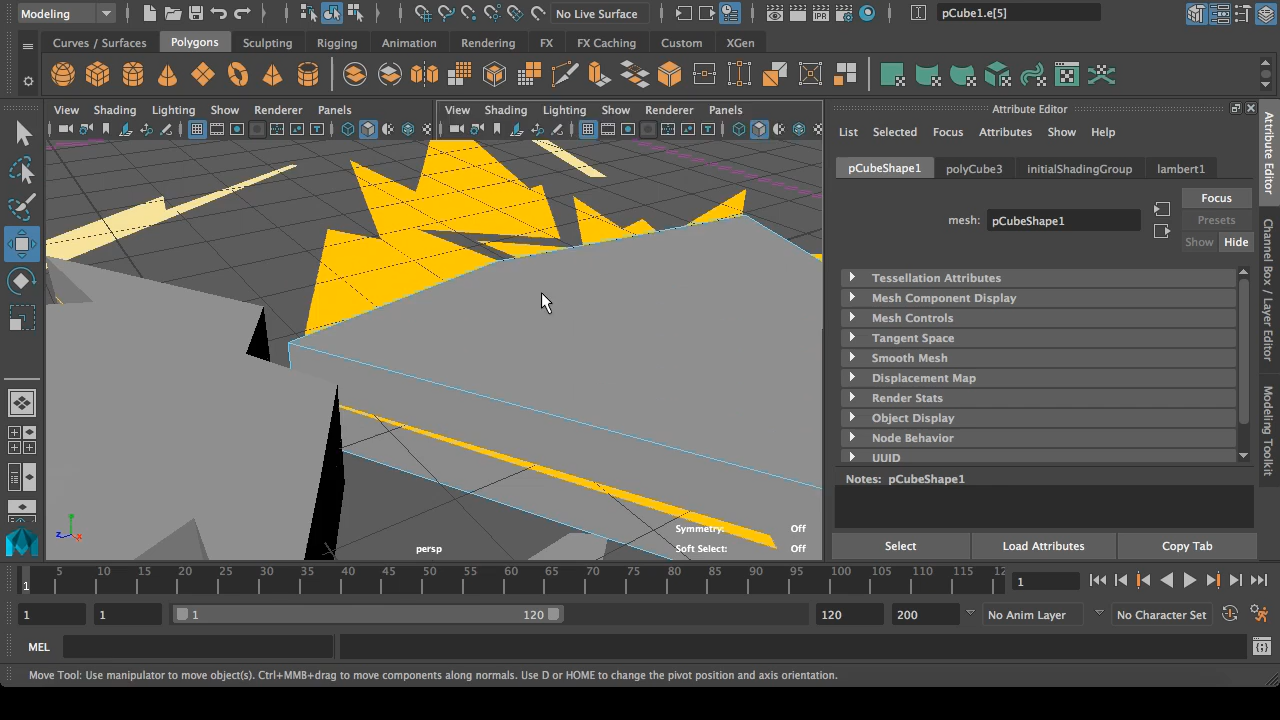 Modeling
No Live Surface
IPR
pCube1.e[5]
Curves / Surfaces Polygons Sculpting Rigging Animation Rendering FX FX Caching Custom XGen
View Shading Lighting Show Renderer Panels
View Shading Lighting Show Renderer Panels
Attribute Editor
List Selected Focus Attributes Show Help
pCubeShape1 polyCube3 initialShadingGroup lambert1
mesh: pCubeShape1
Focus
Presets
Show Hide
Tessellation Attributes
Mesh Component Display
Mesh Controls
Tangent Space
Smooth Mesh
Displacement Map
Render Stats
Object Display
Node Behavior
UUID
Notes: pCubeShape1
Select Load Attributes Copy Tab
Attribute Editor
Channel Box / Layer Editor
Modeling Toolkit
persp
Symmetry: Off
Soft Select: Off
z x
1 5 10 15 20 25 30 35 40 45 50 55 60 65 70 75 80 85 90 95 100 105 110 115 12
1
1 1 1 120 120 200 No Anim Layer No Character Set
MEL
Move Tool: Use manipulator to move object(s). Ctrl+MMB+drag to move components along normals. Use D or HOME to change the pivot position and axis orientation.